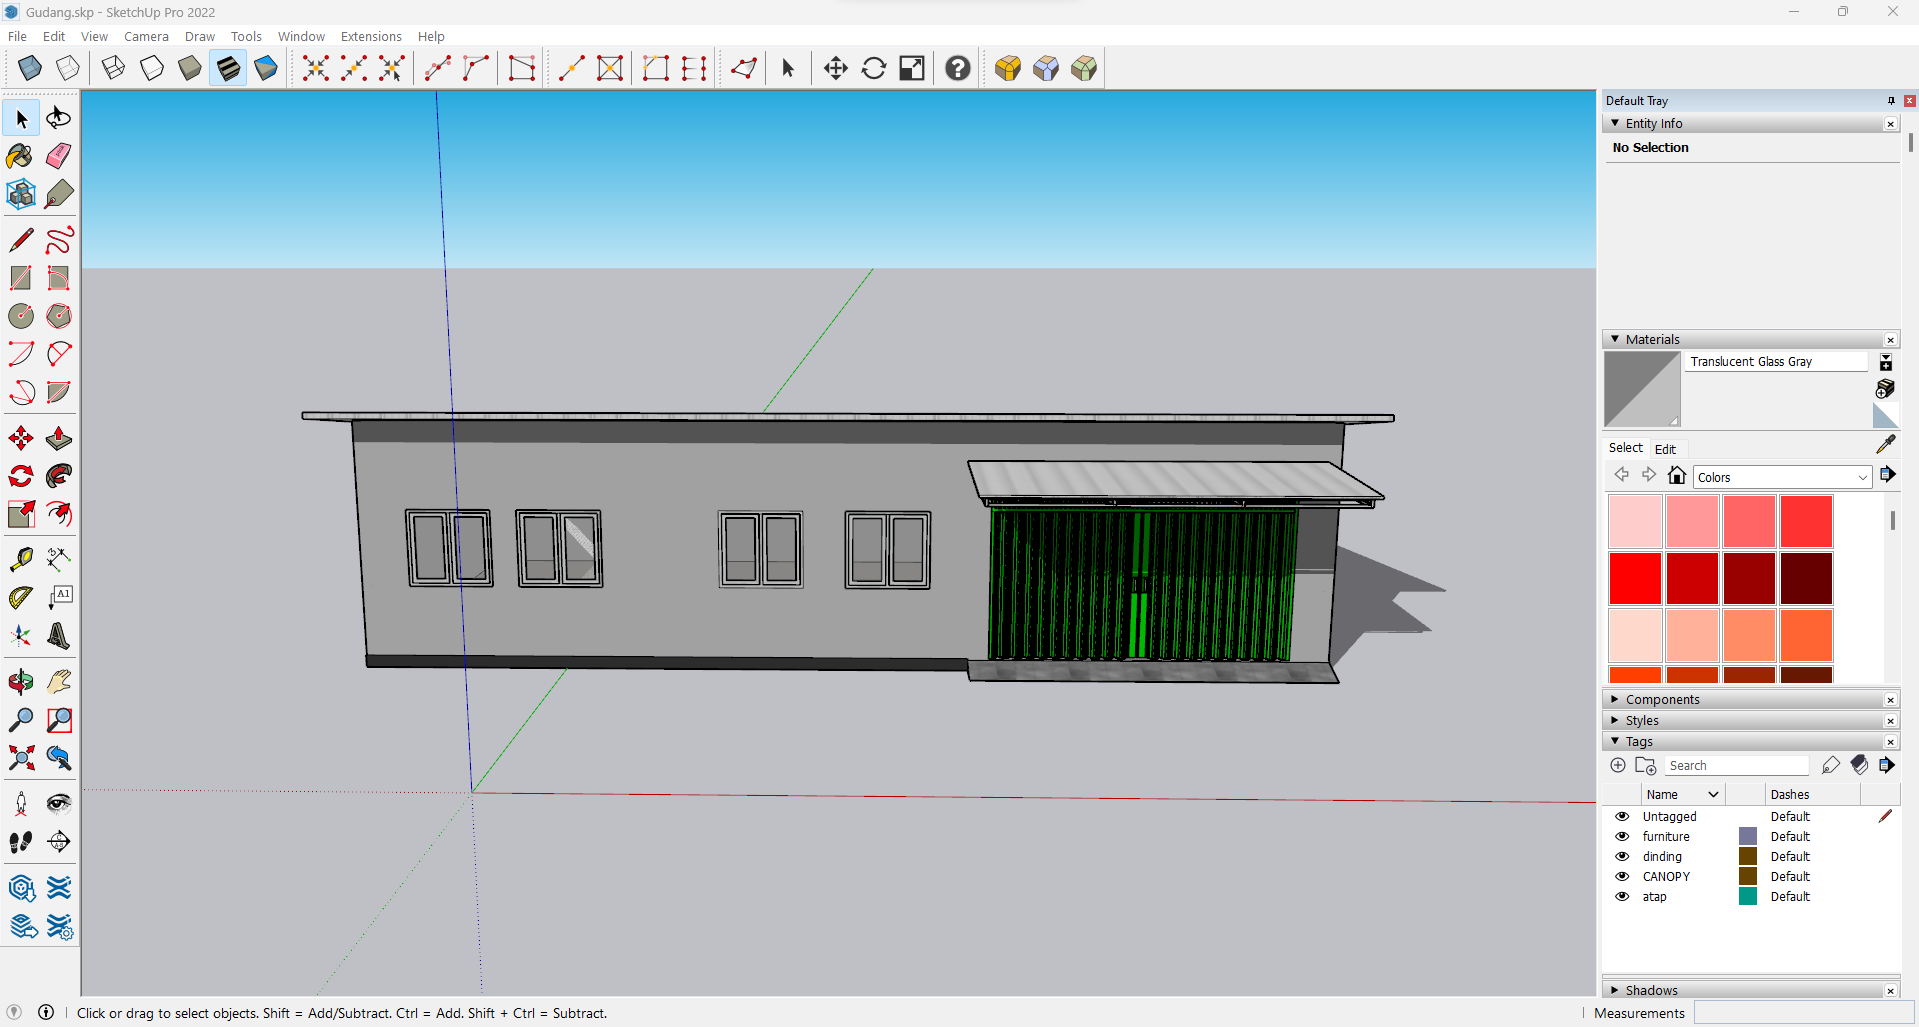 Gudang.skp - SketchUp Pro 2022
File Edit View Camera Draw Tools Window Extensions Help
Default Tray
Entity Info
No Selection
Materials
Translucent Glass Gray
Select Edit
Colors
A1
Components
Styles
Tags
Search
Name Dashes
Untagged Default
furniture Default
dinding Default
CANOPY Default
atap Default
Shadows
Click or drag to select objects. Shift = Add/Subtract. Ctrl = Add. Shift + Ctrl = Subtract.
Measurements